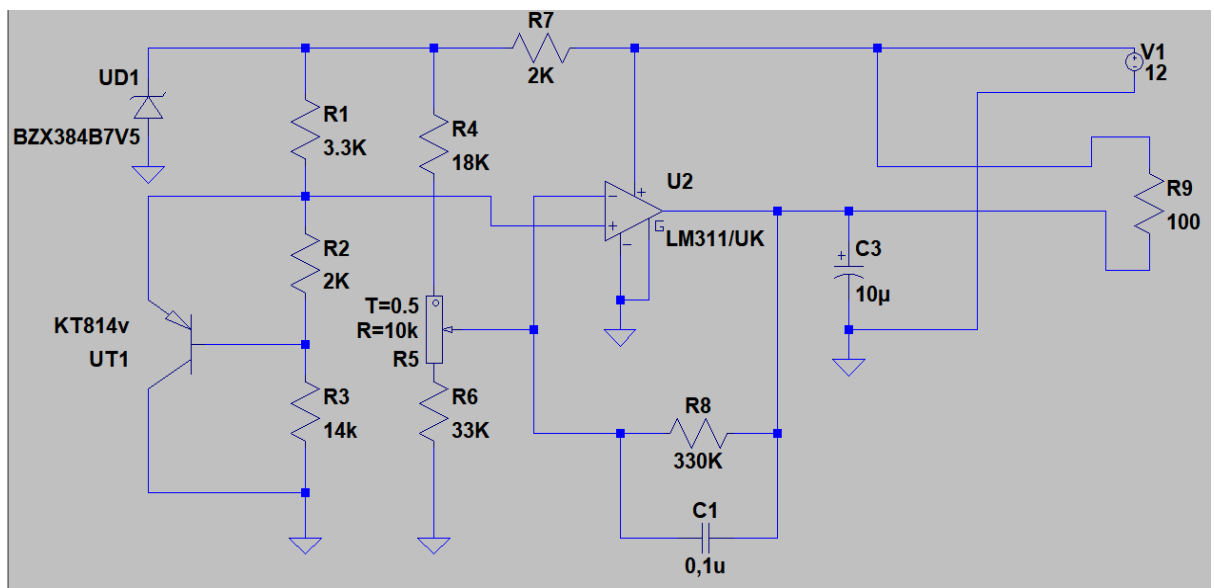 R7
2K
V1
12
UD1
BZX384B7V5
R1
3.3K
R4
18K
U2
LM311/UK
G
R9
100
R2
2K
C3
10µ
T=0.5
R=10k
R5
KT814v
UT1
R3
14k
R6
33K
R8
330K
C1
0,1u